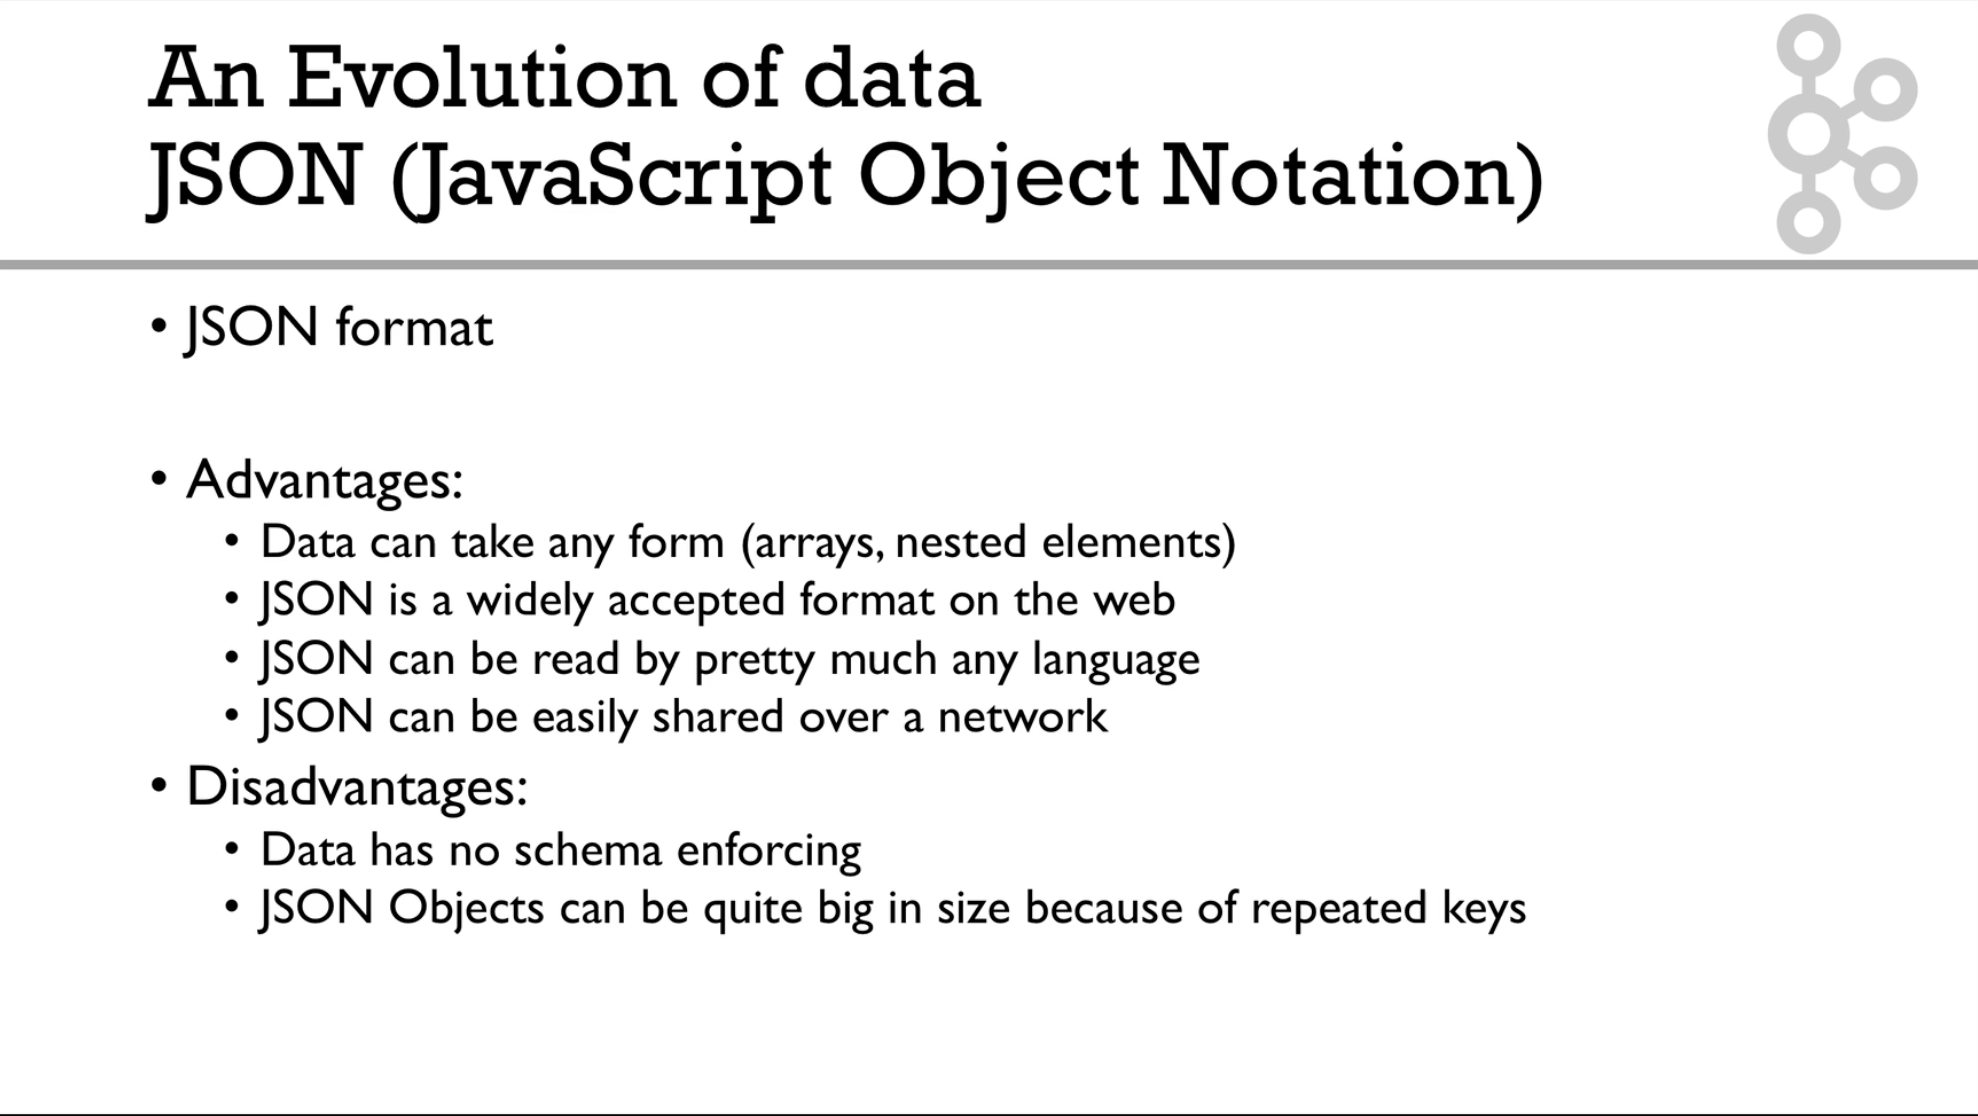 An Evolution of data
JSON (JavaScript Object Notation)
• JSON format
• Advantages:
• Data can take any form (arrays, nested elements)
• JSON is a widely accepted format on the web
• JSON can be read by pretty much any language
• JSON can be easily shared over a network
• Disadvantages:
• Data has no schema enforcing
• JSON Objects can be quite big in size because of repeated keys